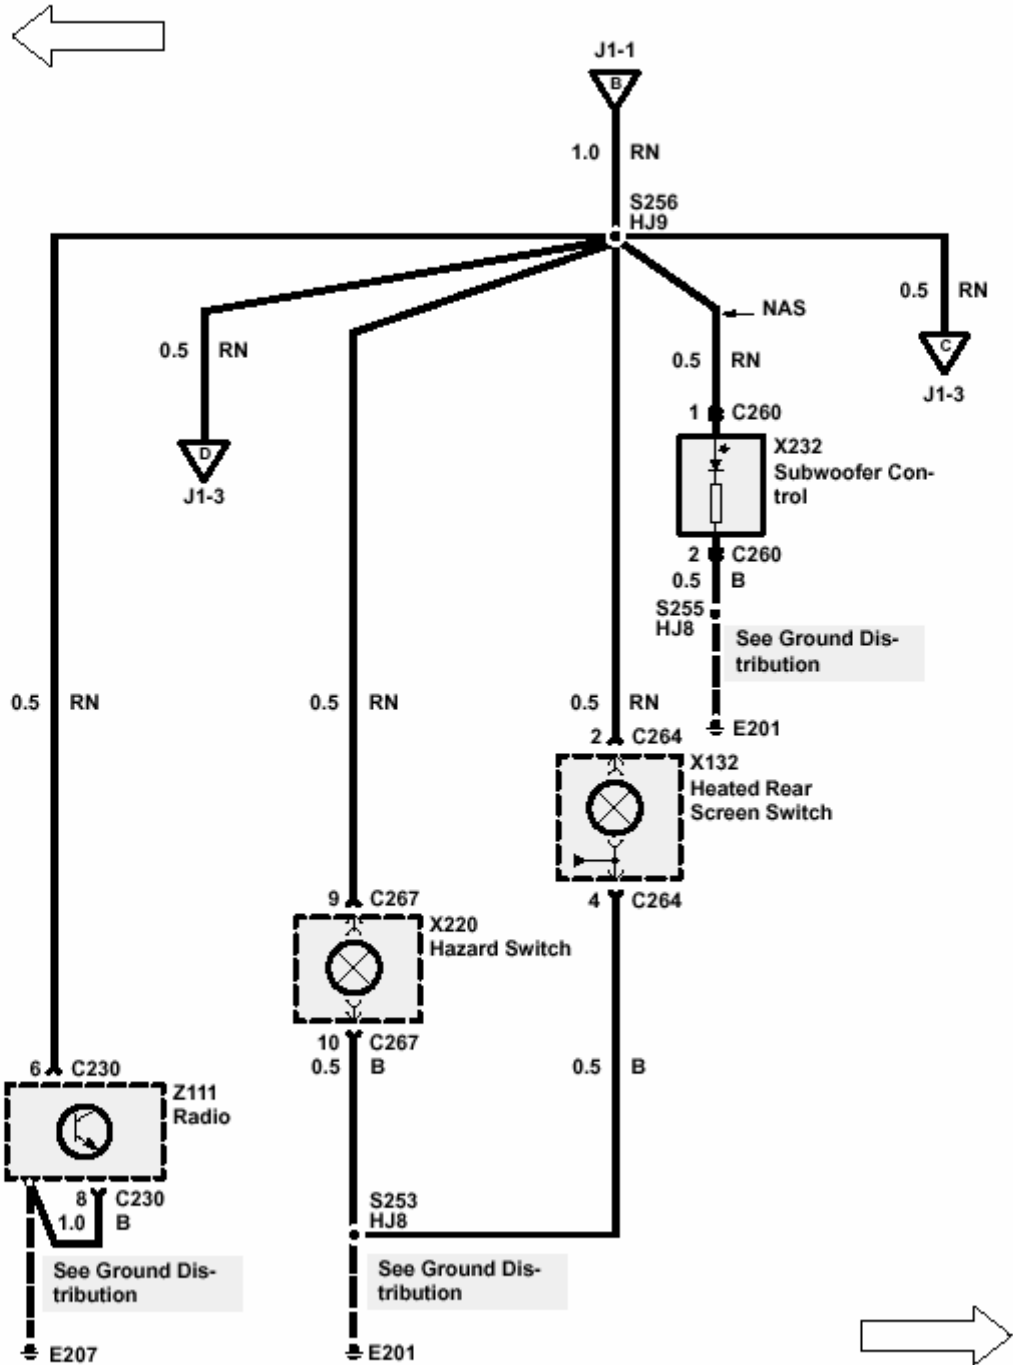 J1-1
B
1.0 RN
S256
HJ9
0.5 RN
NAS
0.5 RN
0.5 RN
C
J1-3
1 C260
D
J1-3
X232
Subwoofer Con-
trol
2 C260
0.5 B
S255
HJ8
See Ground Dis-
tribution
E201
0.5 RN
0.5 RN
0.5 RN
2 C264
X132
Heated Rear
Screen Switch
4 C264
9 C267
X220
Hazard Switch
10 C267
0.5 B
0.5 B
6 C230
Z111
Radio
8 C230
1.0 B
S253
HJ8
See Ground Dis-
tribution
See Ground Dis-
tribution
E207
E201